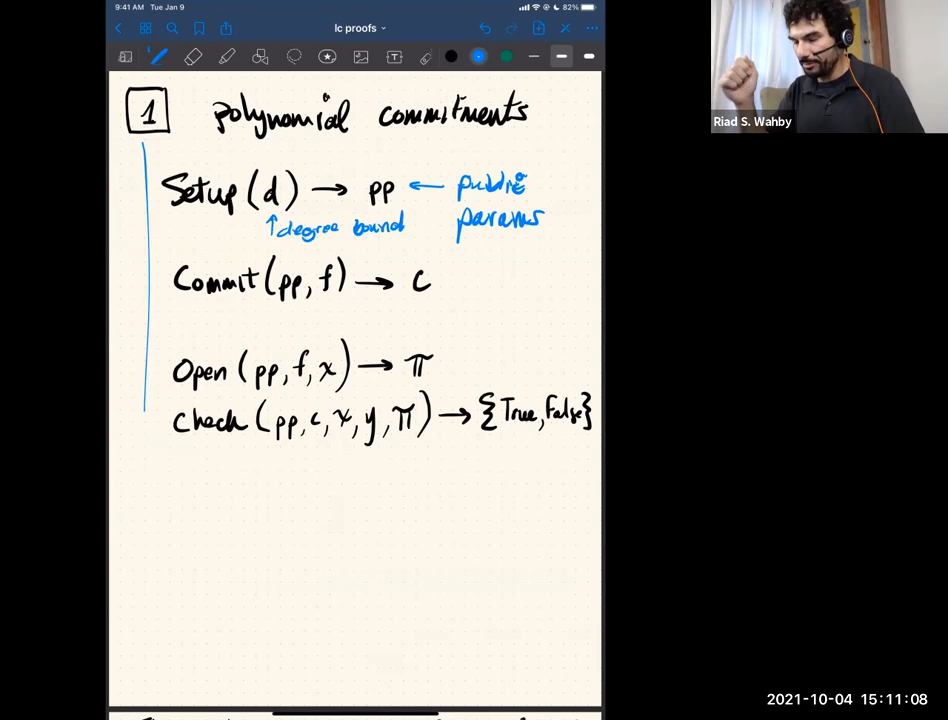 9:41 AM Tue Jan 9
82%
lc proofs
1 polynomial commitments
Setup(d) → pp ← public params
↑degree bound
Commit(pp, f) → c
Open(pp, f, x) → π
Check(pp, c, x, y, π) → {True, False}
Riad S. Wahby
2021-10-04 15:11:08